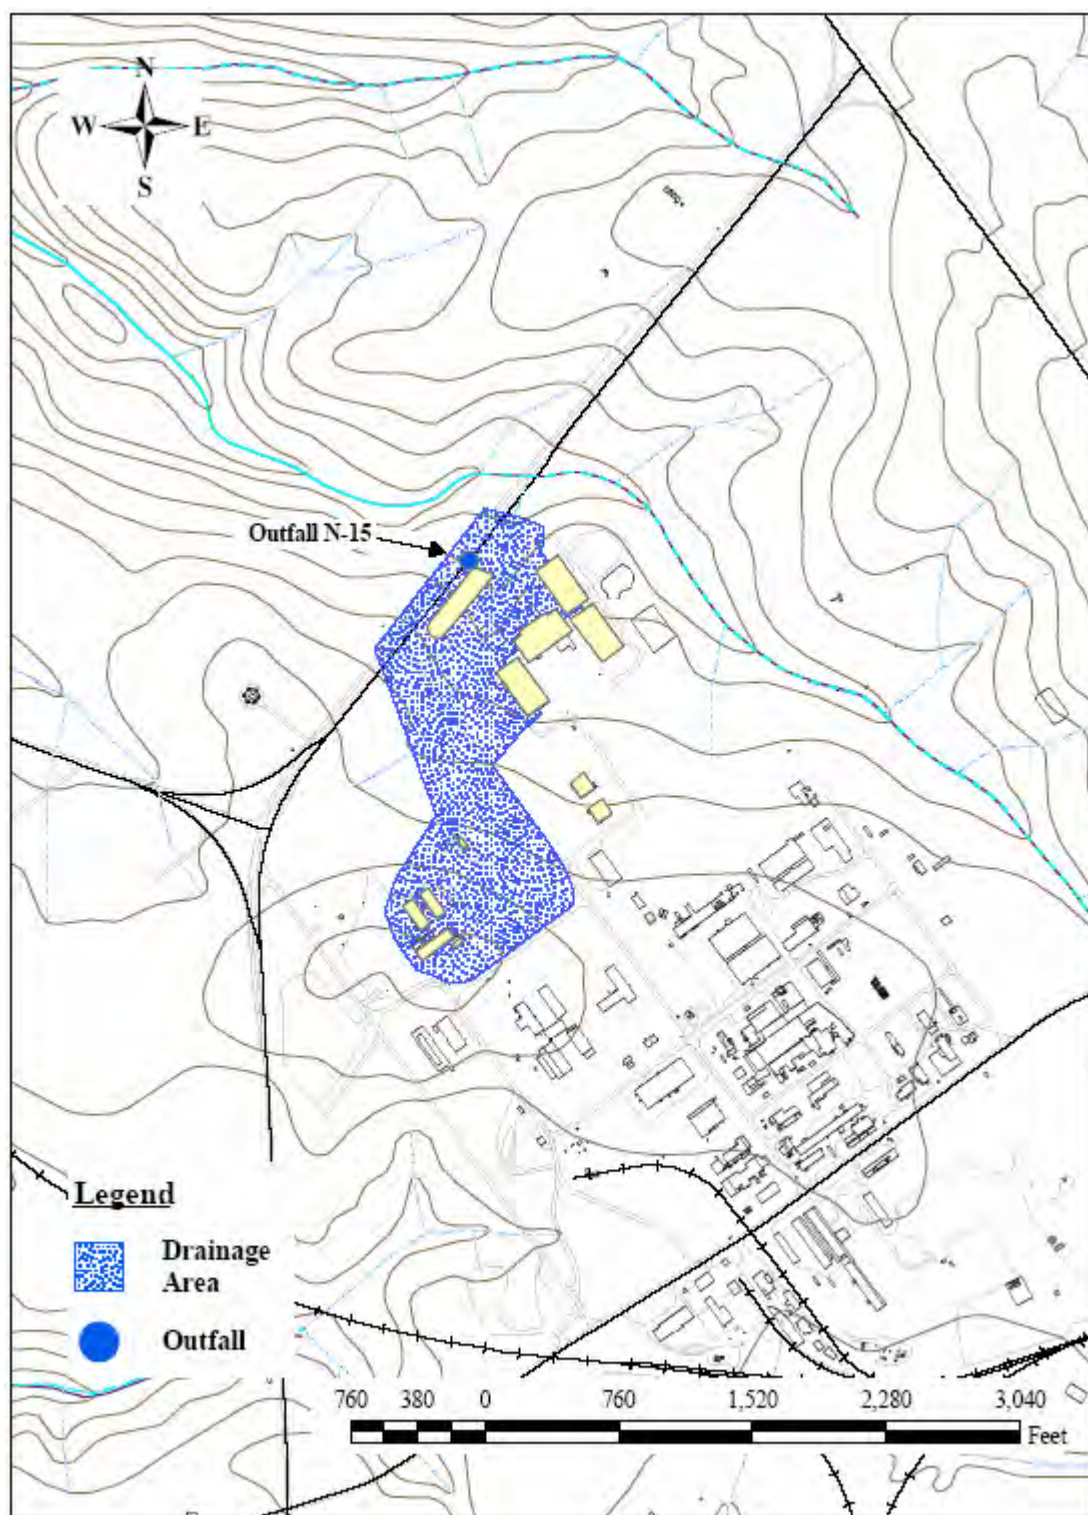 N
W E
S
Outfall N-15
Legend
Drainage
Area
Outfall
760 380 0 760 1,520 2,280 3,040
Feet